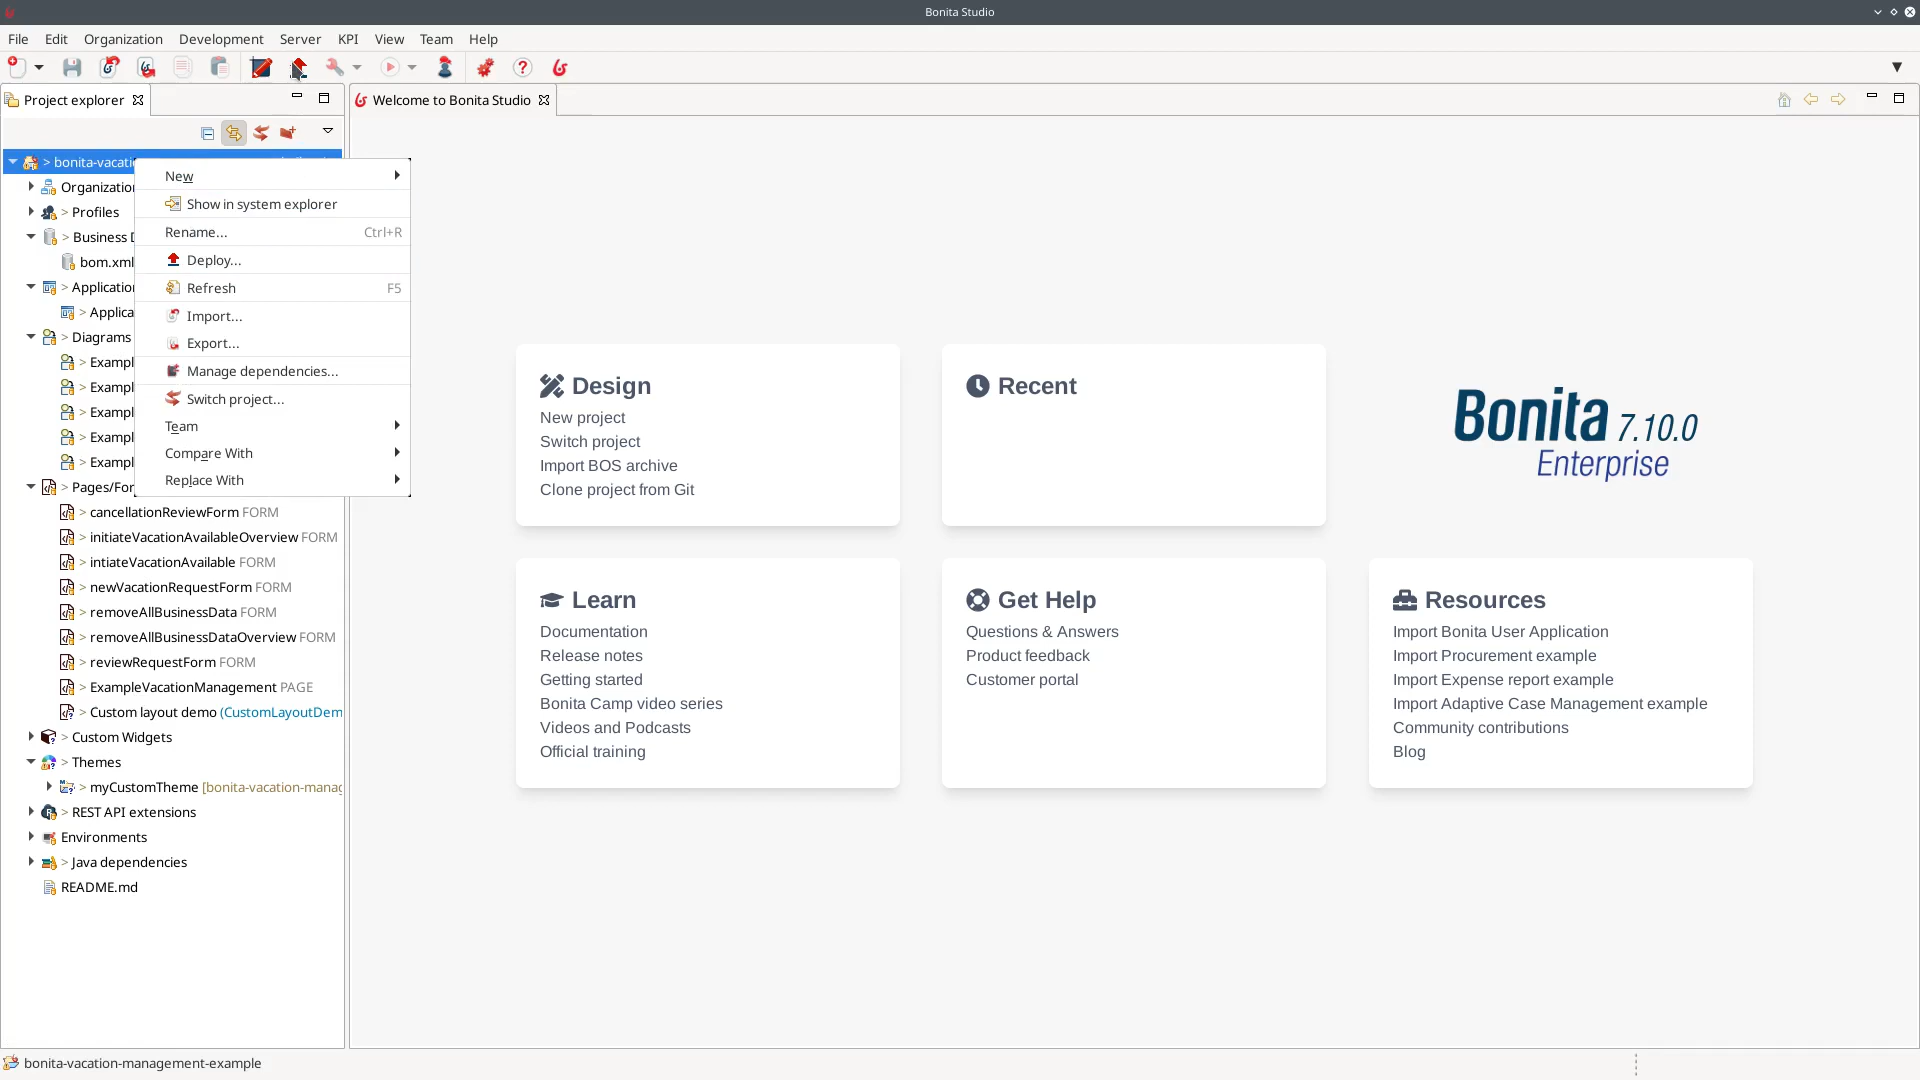 Bonita Studio
File Edit Organization Development Server KPI View Team Help
Project explorer
Welcome to Bonita Studio
> bonita-vacati
Organization
> Profiles
> Business D
bom.xml
> Application
> Applica
> Diagrams
> Exampl
> Exampl
> Exampl
> Exampl
> Exampl
> Pages/For
> cancellationReviewForm FORM
> initiateVacationAvailableOverview FORM
> intiateVacationAvailable FORM
> newVacationRequestForm FORM
> removeAllBusinessData FORM
> removeAllBusinessDataOverview FORM
> reviewRequestForm FORM
> ExampleVacationManagement PAGE
> Custom layout demo (CustomLayoutDem
> Custom Widgets
> Themes
> myCustomTheme [bonita-vacation-manag
> REST API extensions
Environments
> Java dependencies
README.md
New
Show in system explorer
Rename... Ctrl+R
Deploy...
Refresh F5
Import...
Export...
Manage dependencies...
Switch project...
Team
Compare With
Replace With
Design
New project
Switch project
Import BOS archive
Clone project from Git
Recent
Bonita 7.10.0
Enterprise
Learn
Documentation
Release notes
Getting started
Bonita Camp video series
Videos and Podcasts
Official training
Get Help
Questions & Answers
Product feedback
Customer portal
Resources
Import Bonita User Application
Import Procurement example
Import Expense report example
Import Adaptive Case Management example
Community contributions
Blog
bonita-vacation-management-example